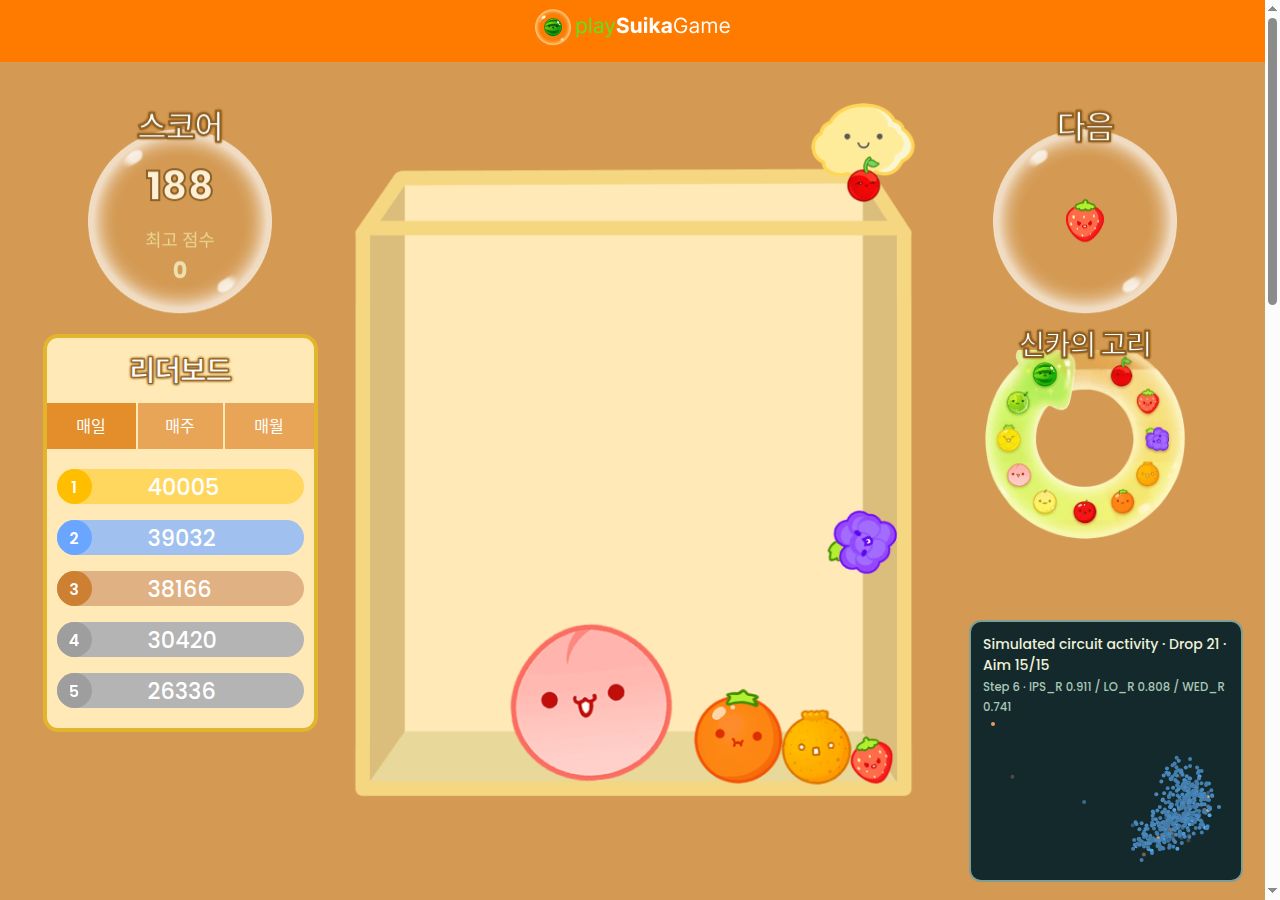 playSuikaGame
스코어
188
최고 점수
0
리더보드
매일 매주 매월
1 40005
2 39032
3 38166
4 30420
5 26336
다음
신카의 고리
Simulated circuit activity · Drop 21 ·
Aim 15/15
Step 6 · IPS_R 0.911 / LO_R 0.808 / WED_R
0.741